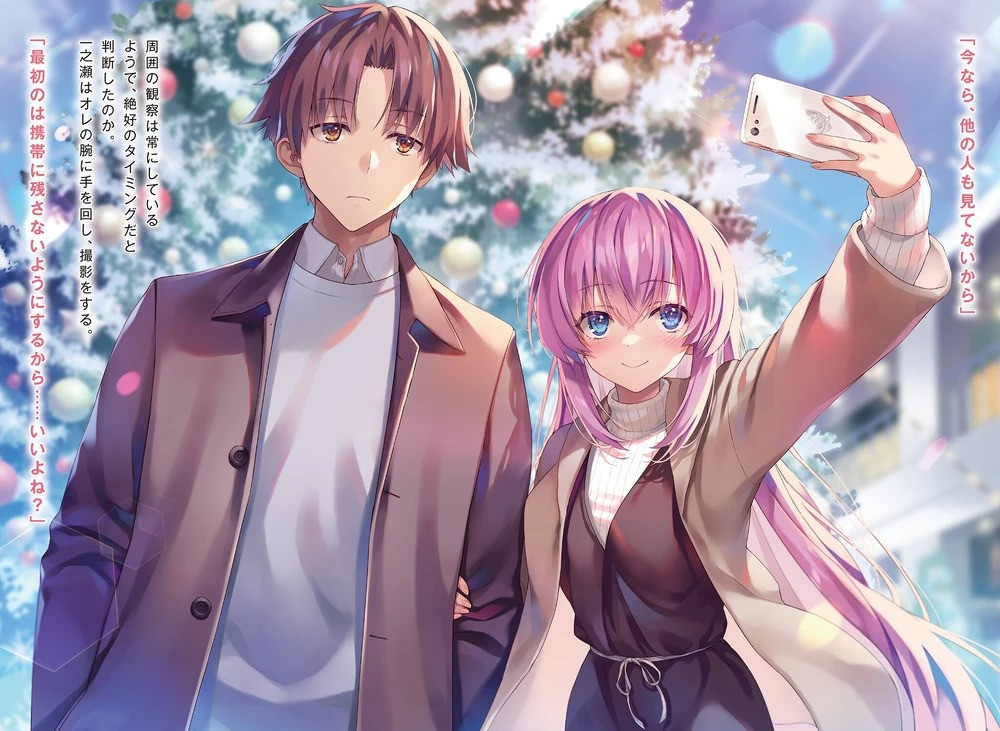 「今なら、他の人も見てないから」
周囲の観察は常にしている
ようで、絶好のタイミングだと
判断したのか。
一之瀬はオレの腕に手を回し、撮影をする。
「最初のは携帯に残さないようにするから……いいよね?」